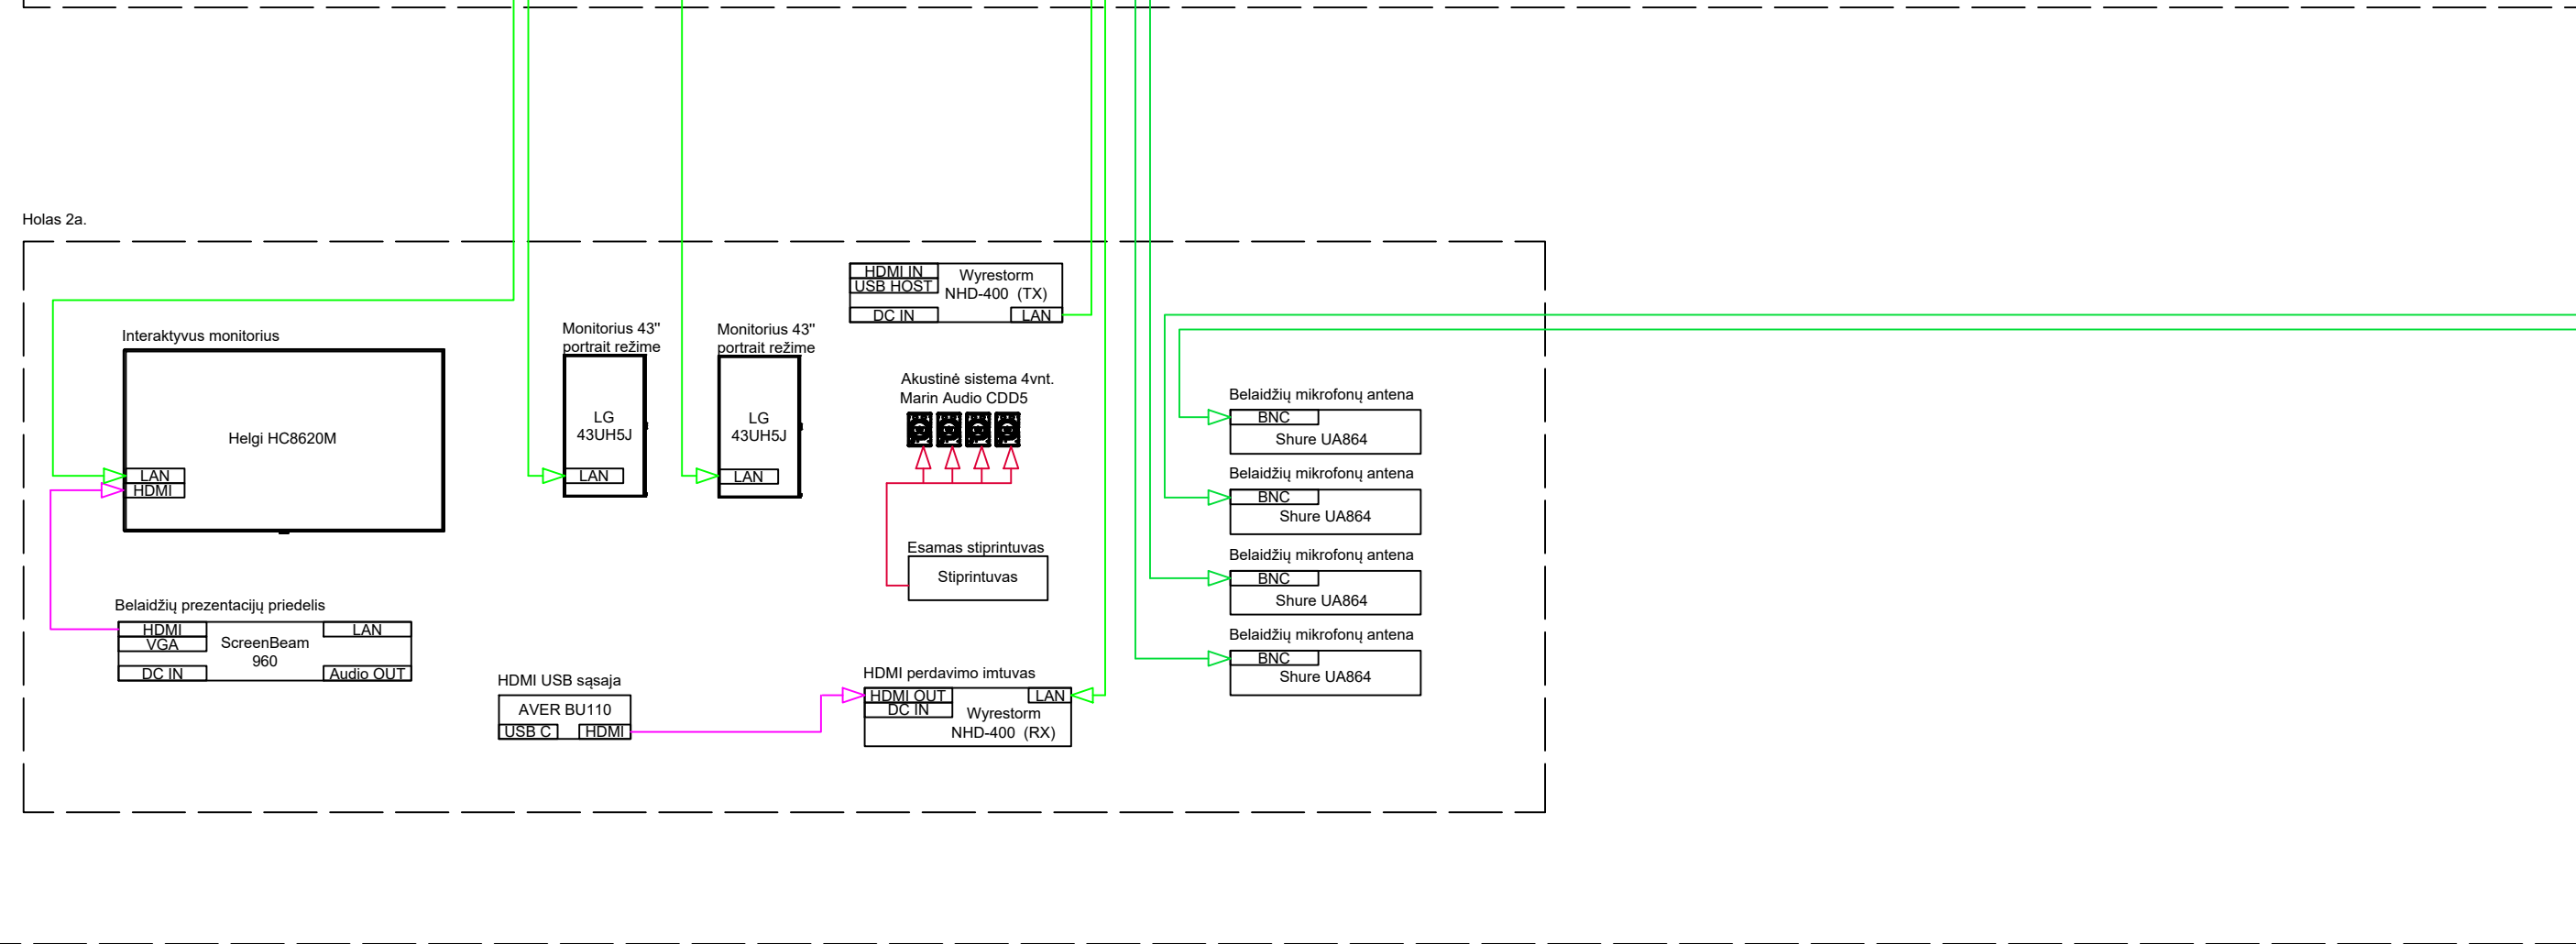 Holas 2a.
Interaktyvus monitorius
Helgi HC8620M
LAN
HDMI
Belaidžių prezentacijų priedelis
HDMI
VGA
DC IN
ScreenBeam
960
LAN
Audio OUT
Monitorius 43"
portrait režime
LG
43UH5J
LAN
Monitorius 43"
portrait režime
LG
43UH5J
LAN
HDMI IN
USB HOST
DC IN
Wyrestorm
NHD-400 (TX)
LAN
Akustinė sistema 4vnt.
Marin Audio CDD5
Esamas stiprintuvas
Stiprintuvas
HDMI USB sąsaja
AVER BU110
USB C
HDMI
HDMI perdavimo imtuvas
HDMI OUT
DC IN
LAN
Wyrestorm
NHD-400 (RX)
Belaidžių mikrofonų antena
BNC
Shure UA864
Belaidžių mikrofonų antena
BNC
Shure UA864
Belaidžių mikrofonų antena
BNC
Shure UA864
Belaidžių mikrofonų antena
BNC
Shure UA864